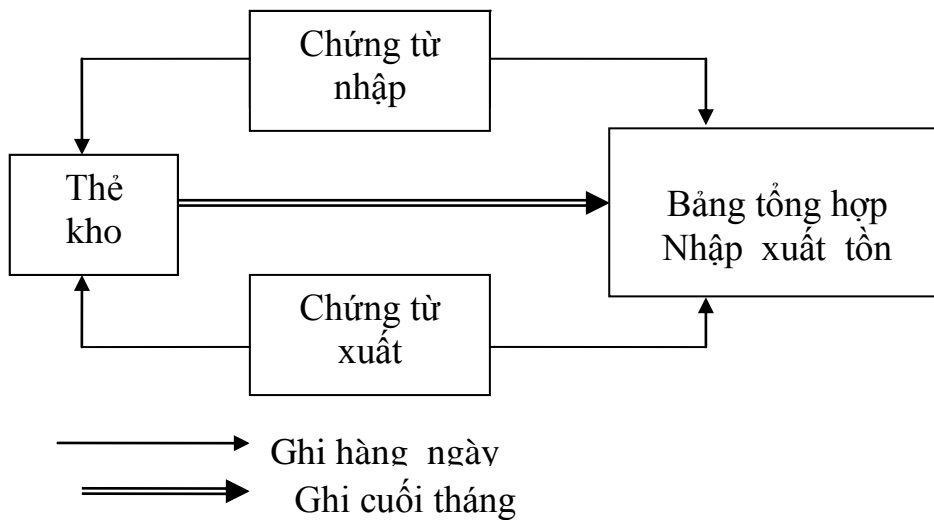 Chứng từ
nhập
Thẻ
kho
Bảng tổng hợp
Nhập xuất tồn
Chứng từ
xuất
Ghi hàng ngày
Ghi cuối tháng